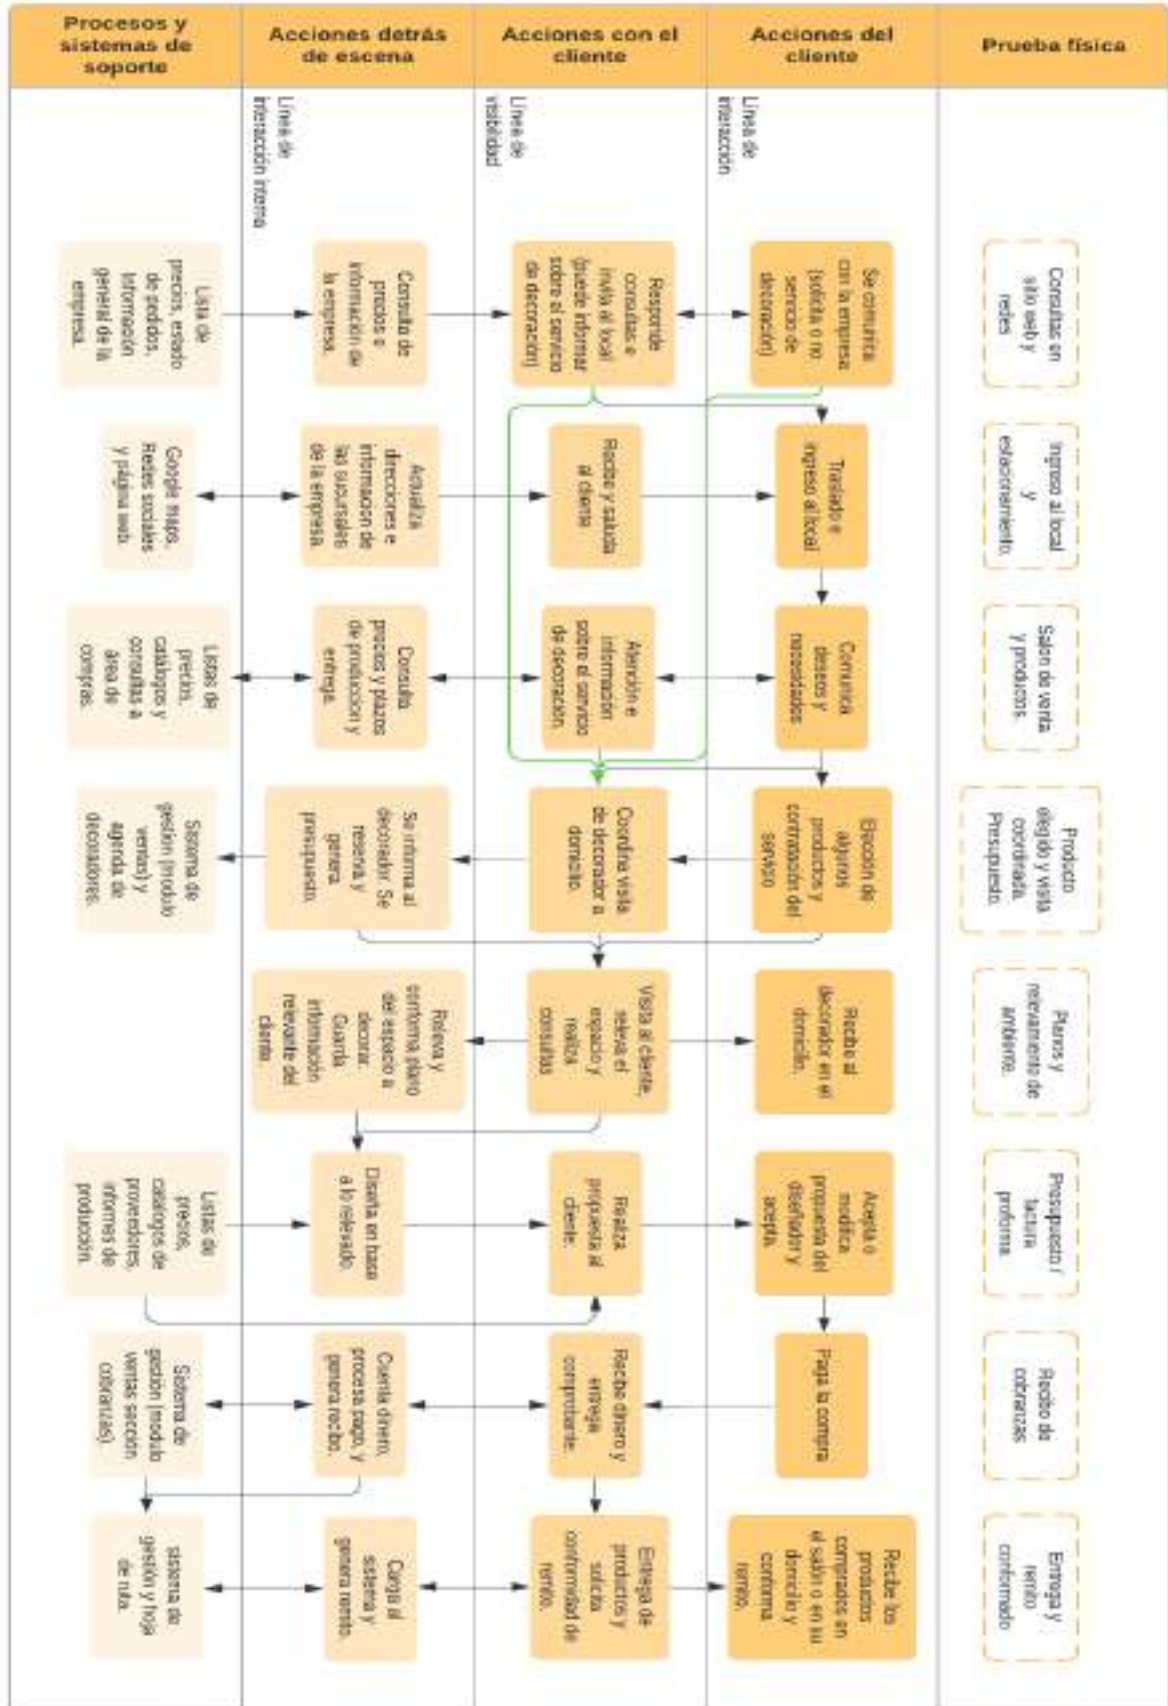 Procesos y
sistemas de
soporte
Acciones detrás
de escena
Acciones con el
cliente
Acciones del
cliente
Prueba física
Línea de
interacción interna
Línea de
visibilidad
Línea de
interacción
Lista de
precios, estado
de pedidos.
Información
general de la
empresa.
Consulta de
precios e
información de
la empresa.
Responde
consultas e
invita al local
(puede informar
sobre el servicio
de decoración)
Se comunica
con la empresa
(solicita o no
servicio de
decoración)
Consultas en
sitio web y
redes
Google maps,
Redes sociales
y página web.
Actualiza
direcciones e
información de
las sucursales
de la empresa.
Recibe y saluda
al cliente
Traslado e
ingreso al local
Ingreso al local
y
estacionamiento.
Listas de
precios,
catálogos y
consultas a
área de
compras.
Consulta
precios y plazos
de producción y
entrega.
Atención e
información
sobre el servicio
de decoración.
Comunica
deseos y
necesidades
Salon de venta
y productos.
Sistema de
gestión (modulo
ventas) y
agenda de
decoradores.
Se informa al
decorador. Se
reserva y
genera
presupuesto.
Coordina visita
de decorador a
domicilio.
Elección de
algunos
productos y
contratación del
servicio
Producto
elegido y visita
coordinada.
Presupuesto.
Releva y
conforma plano
del espacio a
decorar.
Guarda
información
relevante del
cliente.
Visita al cliente,
releva el
espacio y
realiza
consultas
Recibe al
decorador en el
domicilio.
Planos y
relevamiento de
ambiente.
Listas de
precios,
catálogos de
proveedores,
informes de
producción.
Diseña en base
a lo relevado.
Realiza
propuesta al
cliente.
Acepta o
modifica
propuesta del
diseñador y
acepta.
Presupuesto /
factura
proforma.
Sistema de
gestión (modulo
ventas sección
cobranzas)
Cuenta dinero,
procesa pago, y
genera recibo.
Recibe dinero y
entrega
comprobante.
Paga la compra
Recibo de
cobranzas
sistema de
gestión y hoja
de ruta.
Carga al
sistema y
genera remito.
Entrega de
productos y
solicita
conformidad de
remito.
Recibe los
productos
comprados en
el salón o en su
domicilio y
conforma
remito.
Entrega y
remito
conformado